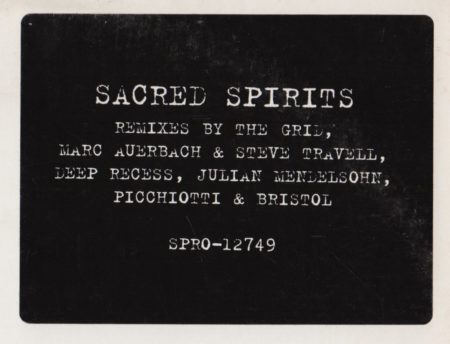 SACRED SPIRITS
REMIXES BY THE GRID,
MARC AUERBACH & STEVE TRAVELL,
DEEP RECESS, JULIAN MENDELSOHN,
PICCHIOTTI & BRISTOL
SPRO-12749